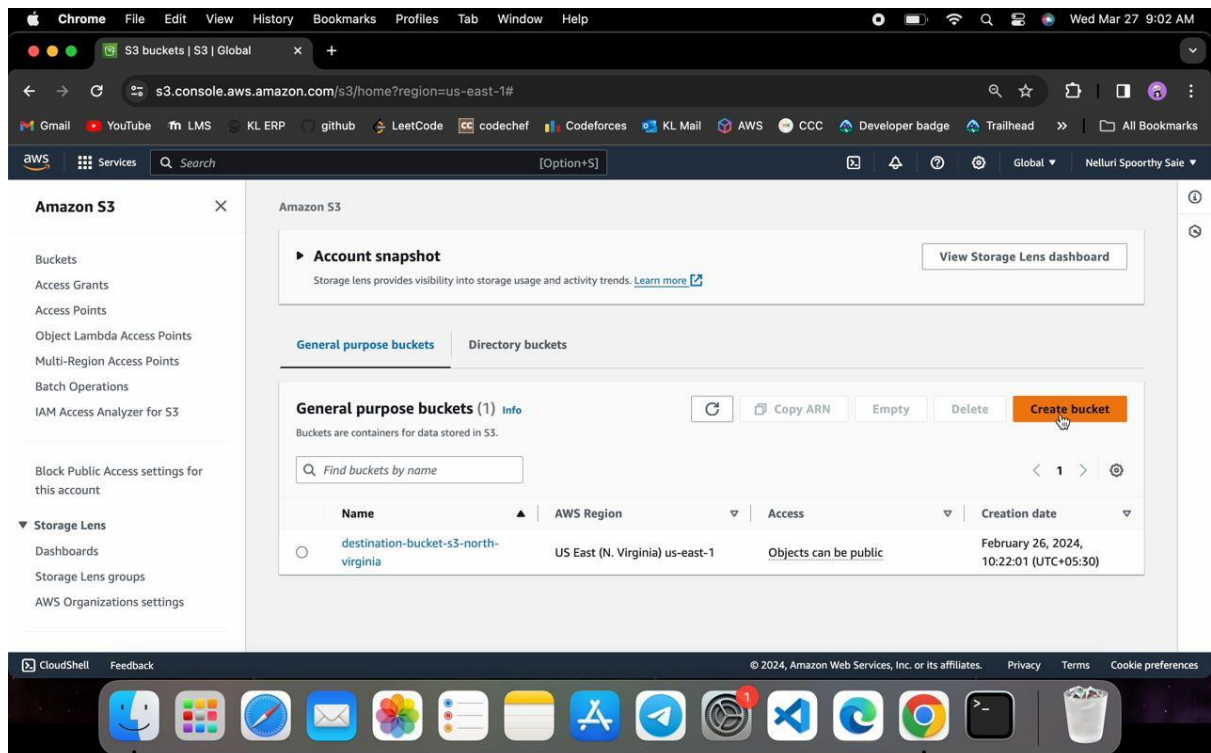 Chrome File Edit View History Bookmarks Profiles Tab Window Help Wed Mar 27 9:02 AM
S3 buckets | S3 | Global
s3.console.aws.amazon.com/s3/home?region=us-east-1#
Gmail YouTube LMS KL ERP github LeetCode codechef Codeforces KL Mail AWS CCC Developer badge Trailhead » All Bookmarks
aws Services Search [Option+S] Global Nelluri Spoorthy Saie
Amazon S3
Buckets
Access Grants
Access Points
Object Lambda Access Points
Multi-Region Access Points
Batch Operations
IAM Access Analyzer for S3
Block Public Access settings for
this account
Storage Lens
Dashboards
Storage Lens groups
AWS Organizations settings
Amazon S3
Account snapshot
View Storage Lens dashboard
Storage lens provides visibility into storage usage and activity trends. Learn more
General purpose buckets Directory buckets
General purpose buckets (1) Info
Copy ARN Empty Delete Create bucket
Buckets are containers for data stored in S3.
Find buckets by name
< 1 >
Name AWS Region Access Creation date
destination-bucket-s3-north-
virginia
US East (N. Virginia) us-east-1
Objects can be public
February 26, 2024,
10:22:01 (UTC+05:30)
CloudShell Feedback © 2024, Amazon Web Services, Inc. or its affiliates. Privacy Terms Cookie preferences
1